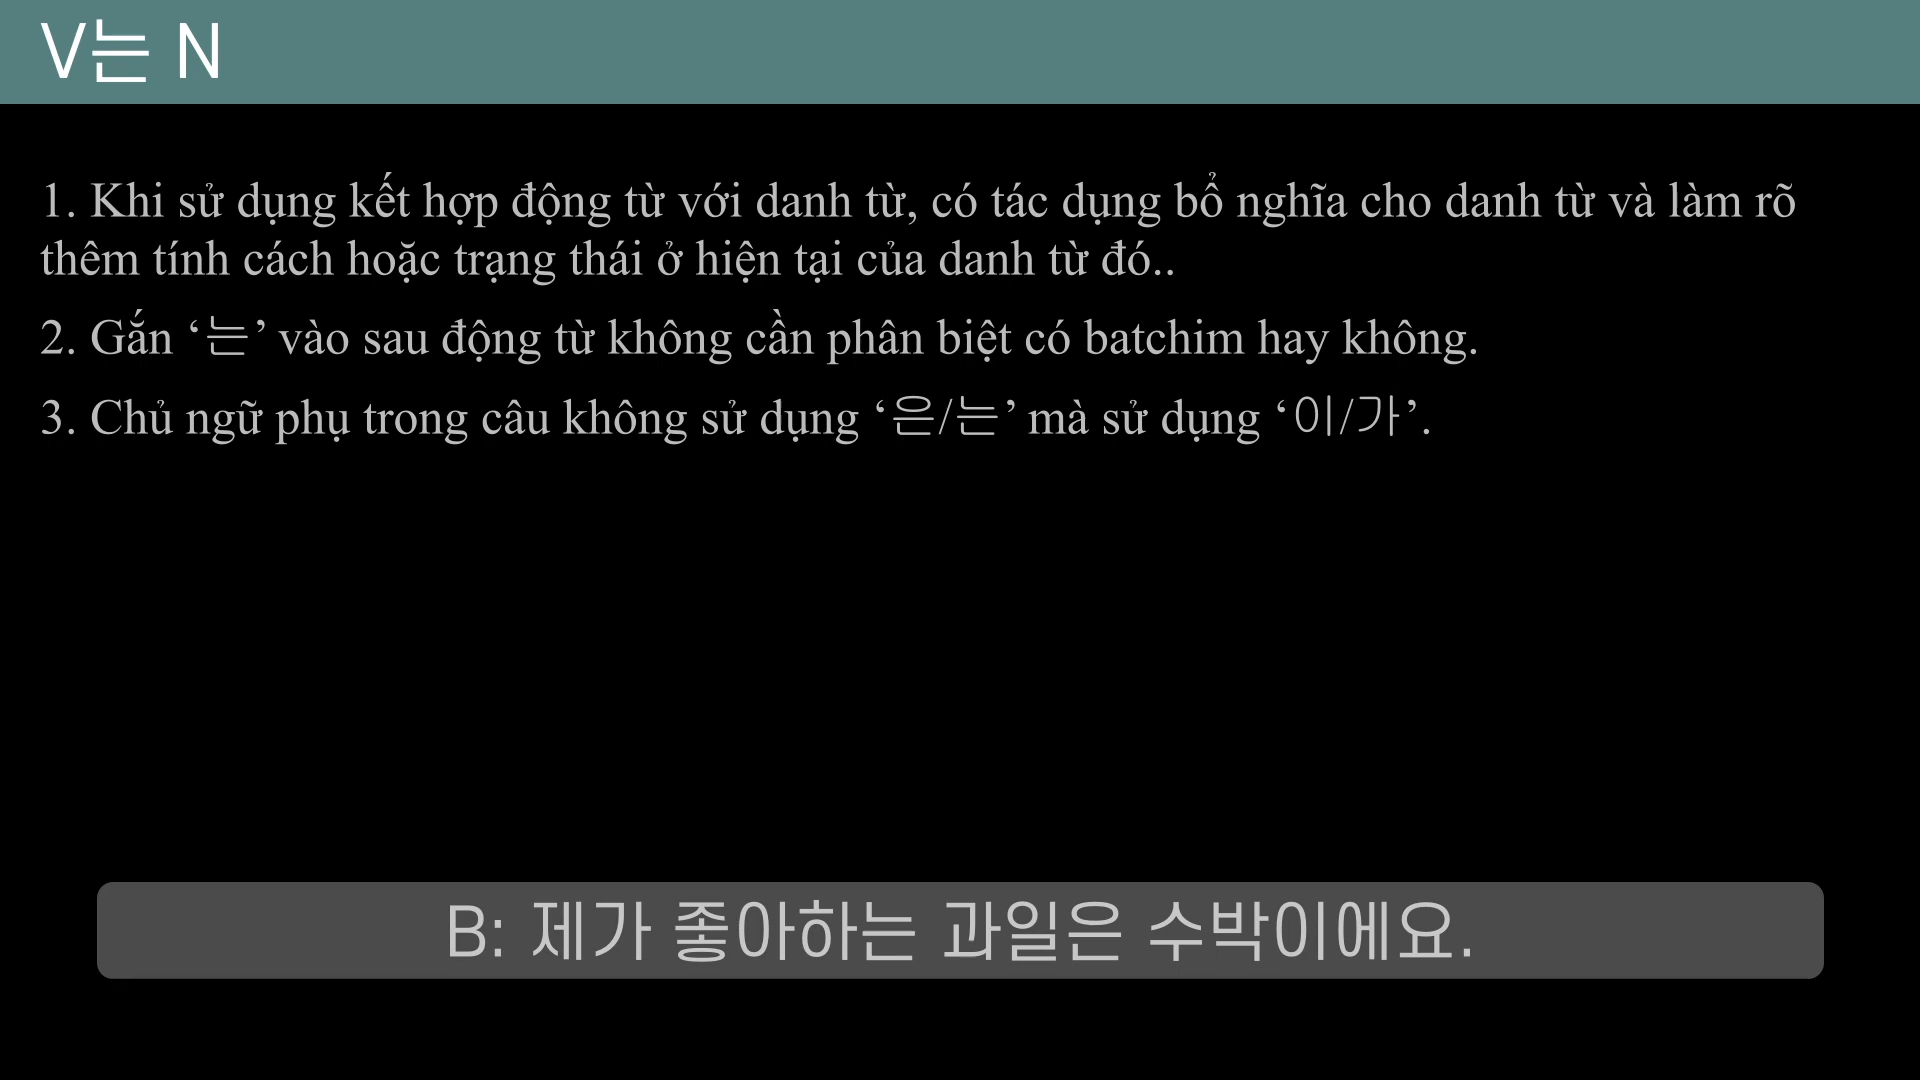 V는 N
1. Khi sử dụng kết hợp động từ với danh từ, có tác dụng bổ nghĩa cho danh từ và làm rõ
thêm tính cách hoặc trạng thái ở hiện tại của danh từ đó..
2. Gắn ‘는’ vào sau động từ không cần phân biệt có batchim hay không.
3. Chủ ngữ phụ trong câu không sử dụng ‘은/는’ mà sử dụng ‘이/가’.
B: 제가 좋아하는 과일은 수박이에요.